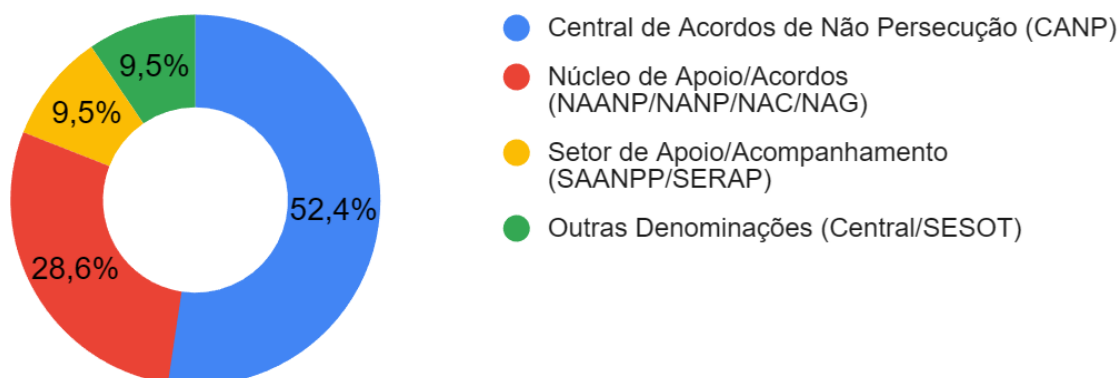 9,5%
9,5%
52,4%
28,6%
Central de Acordos de Não Persecução (CANP)
Núcleo de Apoio/Acordos
(NAANP/NANP/NAC/NAG)
Setor de Apoio/Acompanhamento
(SAANPP/SERAP)
Outras Denominações (Central/SESOT)